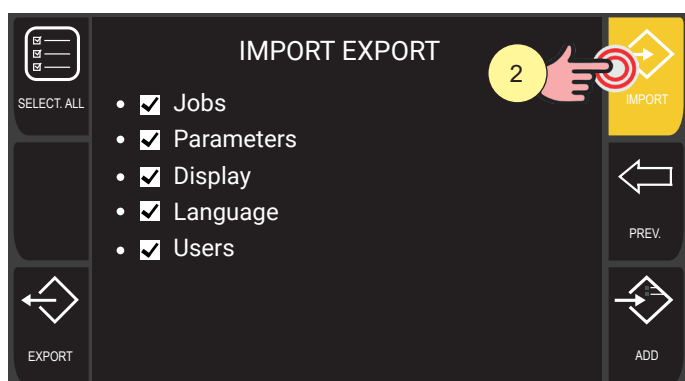 IMPORT EXPORT
2
SELECT. ALL
IMPORT
• Jobs
• Parameters
• Display
• Language
• Users
PREV.
EXPORT
ADD